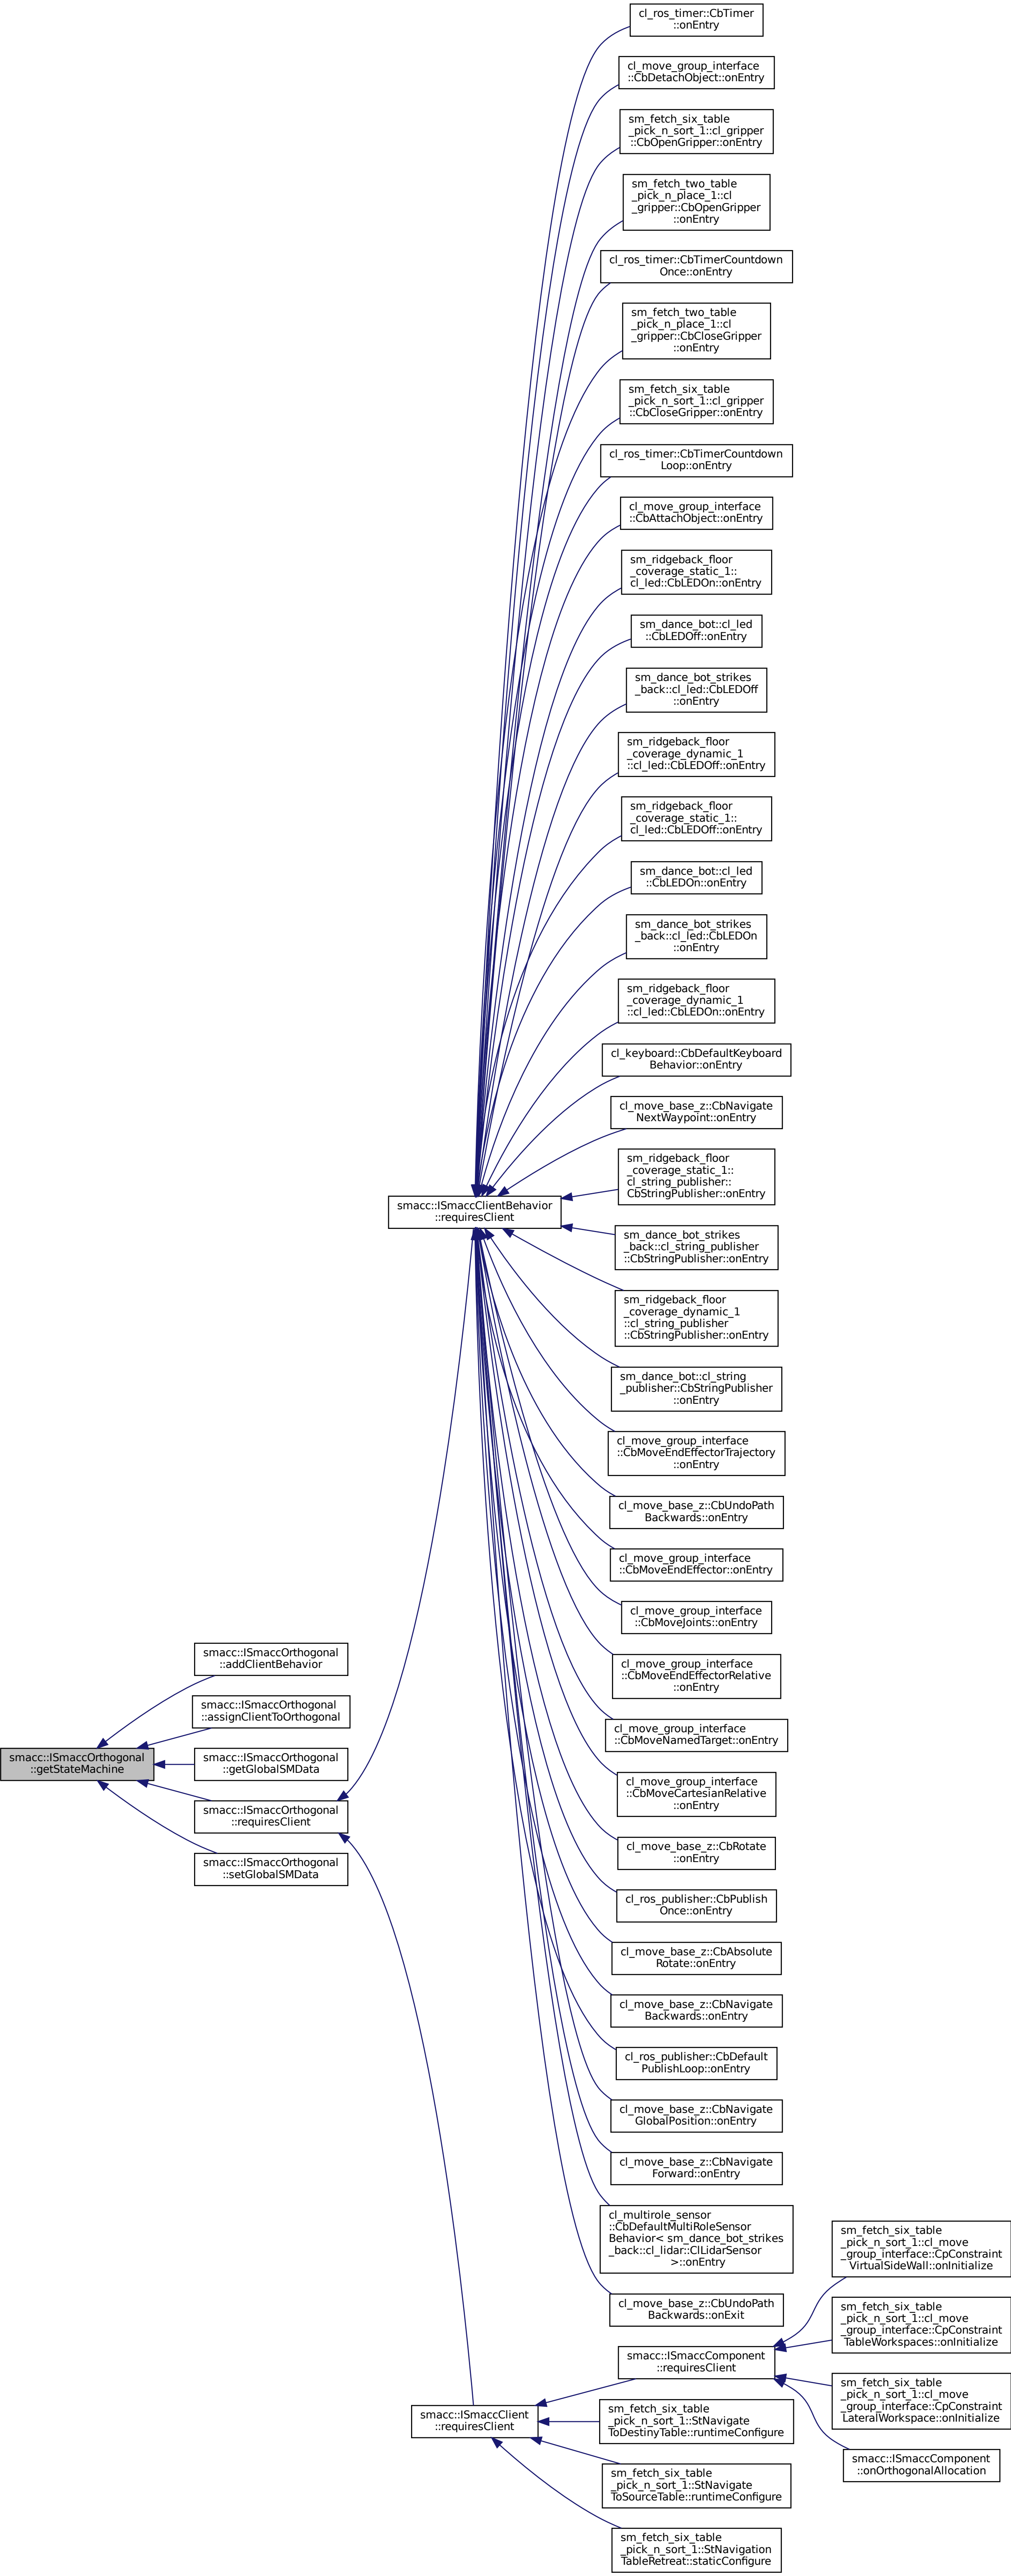 cl_ros_timer::CbTimer
::onEntry
cl_move_group_interface
::CbDetachObject::onEntry
sm_fetch_six_table
_pick_n_sort_1::cl_gripper
::CbOpenGripper::onEntry
sm_fetch_two_table
_pick_n_place_1::cl
_gripper::CbOpenGripper
::onEntry
cl_ros_timer::CbTimerCountdown
Once::onEntry
sm_fetch_two_table
_pick_n_place_1::cl
_gripper::CbCloseGripper
::onEntry
sm_fetch_six_table
_pick_n_sort_1::cl_gripper
::CbCloseGripper::onEntry
cl_ros_timer::CbTimerCountdown
Loop::onEntry
cl_move_group_interface
::CbAttachObject::onEntry
sm_ridgeback_floor
_coverage_static_1::
cl_led::CbLEDOn::onEntry
sm_dance_bot::cl_led
::CbLEDOff::onEntry
sm_dance_bot_strikes
_back::cl_led::CbLEDOff
::onEntry
sm_ridgeback_floor
_coverage_dynamic_1
::cl_led::CbLEDOff::onEntry
sm_ridgeback_floor
_coverage_static_1::
cl_led::CbLEDOff::onEntry
sm_dance_bot::cl_led
::CbLEDOn::onEntry
sm_dance_bot_strikes
_back::cl_led::CbLEDOn
::onEntry
sm_ridgeback_floor
_coverage_dynamic_1
::cl_led::CbLEDOn::onEntry
cl_keyboard::CbDefaultKeyboard
Behavior::onEntry
cl_move_base_z::CbNavigate
NextWaypoint::onEntry
sm_ridgeback_floor
_coverage_static_1::
cl_string_publisher::
CbStringPublisher::onEntry
smacc::ISmaccClientBehavior
::requiresClient
sm_dance_bot_strikes
_back::cl_string_publisher
::CbStringPublisher::onEntry
sm_ridgeback_floor
_coverage_dynamic_1
::cl_string_publisher
::CbStringPublisher::onEntry
sm_dance_bot::cl_string
_publisher::CbStringPublisher
::onEntry
cl_move_group_interface
::CbMoveEndEffectorTrajectory
::onEntry
cl_move_base_z::CbUndoPath
Backwards::onEntry
cl_move_group_interface
::CbMoveEndEffector::onEntry
cl_move_group_interface
::CbMoveJoints::onEntry
smacc::ISmaccOrthogonal
::addClientBehavior
cl_move_group_interface
::CbMoveEndEffectorRelative
::onEntry
smacc::ISmaccOrthogonal
::assignClientToOrthogonal
cl_move_group_interface
::CbMoveNamedTarget::onEntry
smacc::ISmaccOrthogonal
::getStateMachine
smacc::ISmaccOrthogonal
::getGlobalSMData
cl_move_group_interface
::CbMoveCartesianRelative
::onEntry
smacc::ISmaccOrthogonal
::requiresClient
cl_move_base_z::CbRotate
::onEntry
smacc::ISmaccOrthogonal
::setGlobalSMData
cl_ros_publisher::CbPublish
Once::onEntry
cl_move_base_z::CbAbsolute
Rotate::onEntry
cl_move_base_z::CbNavigate
Backwards::onEntry
cl_ros_publisher::CbDefault
PublishLoop::onEntry
cl_move_base_z::CbNavigate
GlobalPosition::onEntry
cl_move_base_z::CbNavigate
Forward::onEntry
cl_multirole_sensor
::CbDefaultMultiRoleSensor
Behavior< sm_dance_bot_strikes
_back::cl_lidar::ClLidarSensor
>::onEntry
cl_move_base_z::CbUndoPath
Backwards::onExit
sm_fetch_six_table
_pick_n_sort_1::cl_move
_group_interface::CpConstraint
VirtualSideWall::onInitialize
sm_fetch_six_table
_pick_n_sort_1::cl_move
_group_interface::CpConstraint
TableWorkspaces::onInitialize
smacc::ISmaccComponent
::requiresClient
sm_fetch_six_table
_pick_n_sort_1::cl_move
_group_interface::CpConstraint
LateralWorkspace::onInitialize
smacc::ISmaccClient
::requiresClient
sm_fetch_six_table
_pick_n_sort_1::StNavigate
ToDestinyTable::runtimeConfigure
smacc::ISmaccComponent
::onOrthogonalAllocation
sm_fetch_six_table
_pick_n_sort_1::StNavigate
ToSourceTable::runtimeConfigure
sm_fetch_six_table
_pick_n_sort_1::StNavigation
TableRetreat::staticConfigure